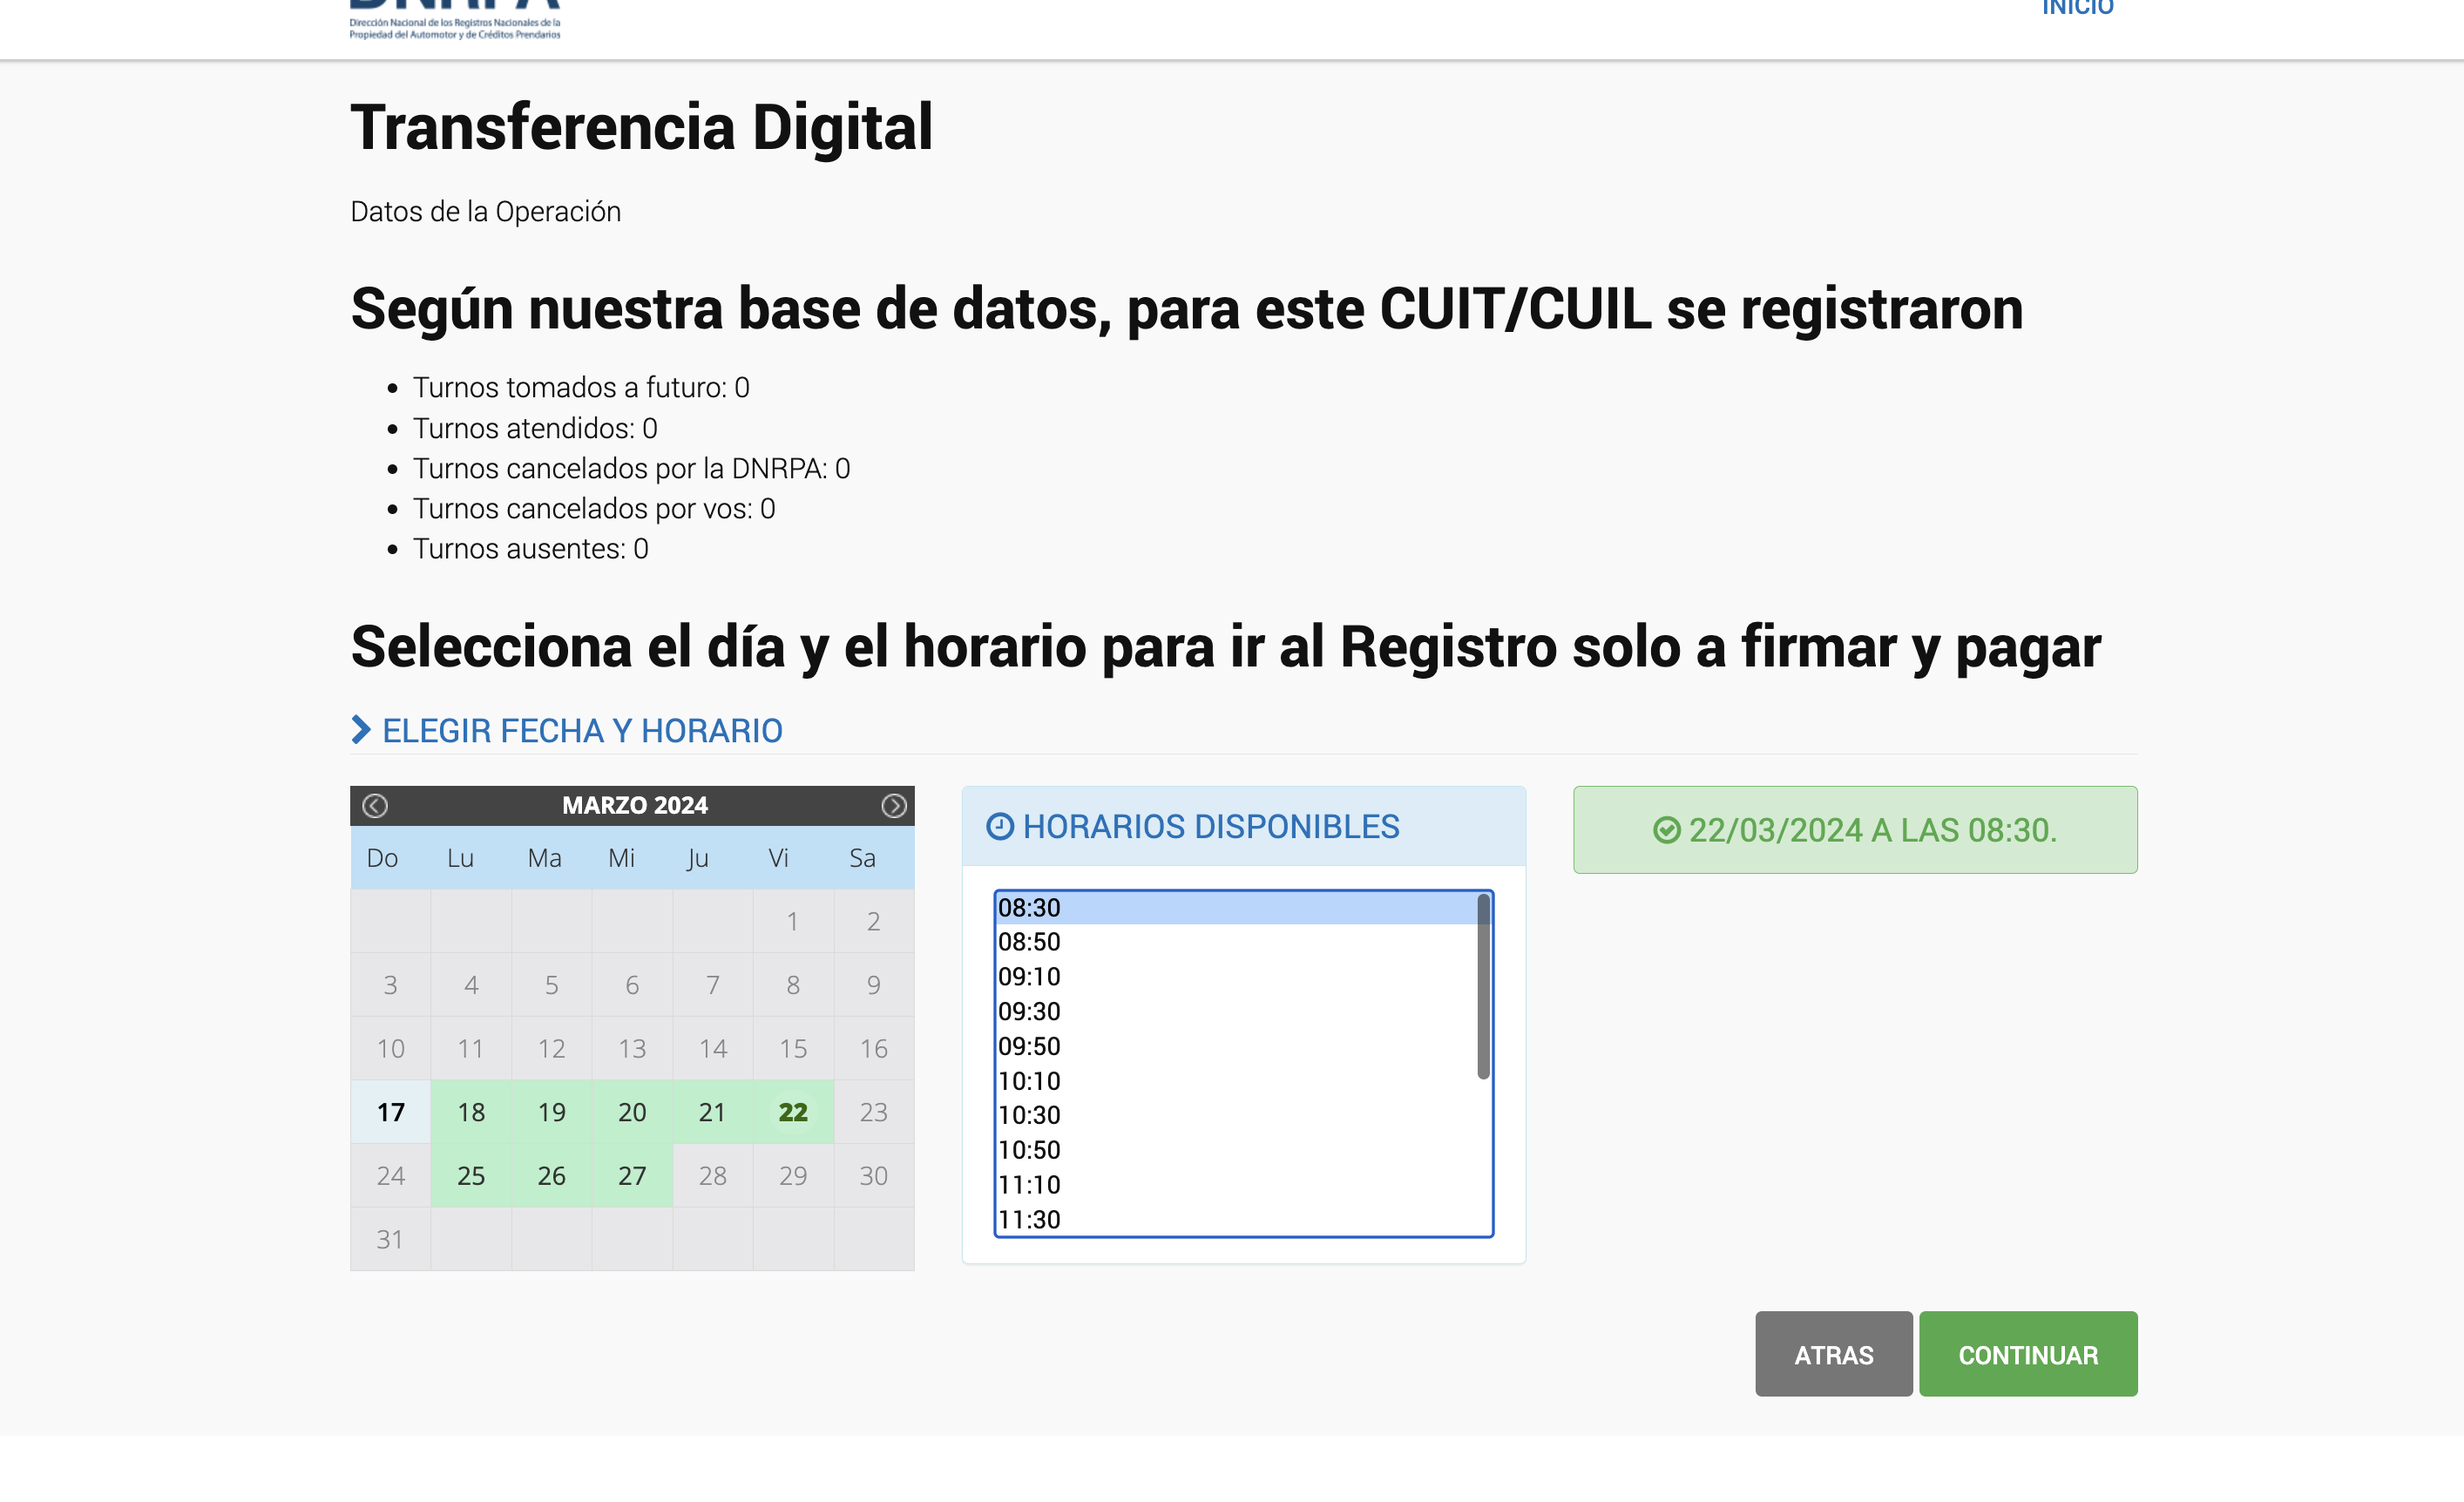 DNRPA
INICIO
Dirección Nacional de los Registros Nacionales de la
Propiedad del Automotor y de Créditos Prendarios
Transferencia Digital
Datos de la Operación
Según nuestra base de datos, para este CUIT/CUIL se registraron
Turnos tomados a futuro: 0
Turnos atendidos: 0
Turnos cancelados por la DNRPA: 0
Turnos cancelados por vos: 0
Turnos ausentes: 0
Selecciona el día y el horario para ir al Registro solo a firmar y pagar
ELEGIR FECHA Y HORARIO
MARZO 2024
Do Lu Ma Mi Ju Vi Sa
1 2
3 4 5 6 7 8 9
10 11 12 13 14 15 16
17 18 19 20 21 22 23
24 25 26 27 28 29 30
31
HORARIOS DISPONIBLES
08:30
08:50
09:10
09:30
09:50
10:10
10:30
10:50
11:10
11:30
22/03/2024 A LAS 08:30.
ATRAS
CONTINUAR